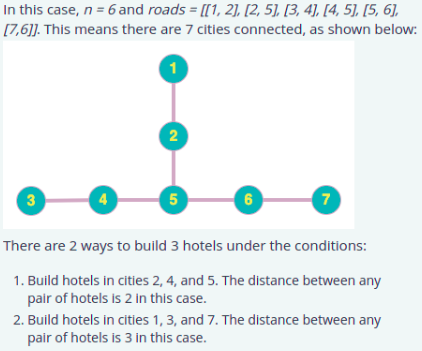 In this case, n = 6 and roads = [[1, 2], [2, 5], [3, 4], [4, 5], [5, 6],
[7,6]]. This means there are 7 cities connected, as shown below:
1
2
3 4 5 6 7
There are 2 ways to build 3 hotels under the conditions:
1. Build hotels in cities 2, 4, and 5. The distance between any
pair of hotels is 2 in this case.
2. Build hotels in cities 1, 3, and 7. The distance between any
pair of hotels is 3 in this case.